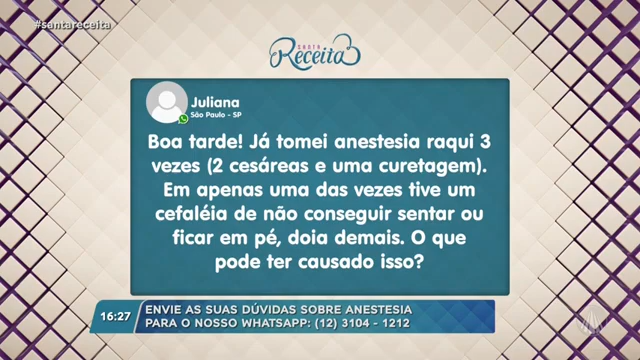 #santareceita
SANTA
Receita
Juliana
São Paulo - SP
Boa tarde! Já tomei anestesia raqui 3
vezes (2 cesáreas e uma curetagem).
Em apenas uma das vezes tive um
cefaléia de não conseguir sentar ou
ficar em pé, doia demais. O que
pode ter causado isso?
16:27
ENVIE AS SUAS DÚVIDAS SOBRE ANESTESIA
PARA O NOSSO WHATSAPP: (12) 3104 - 1212